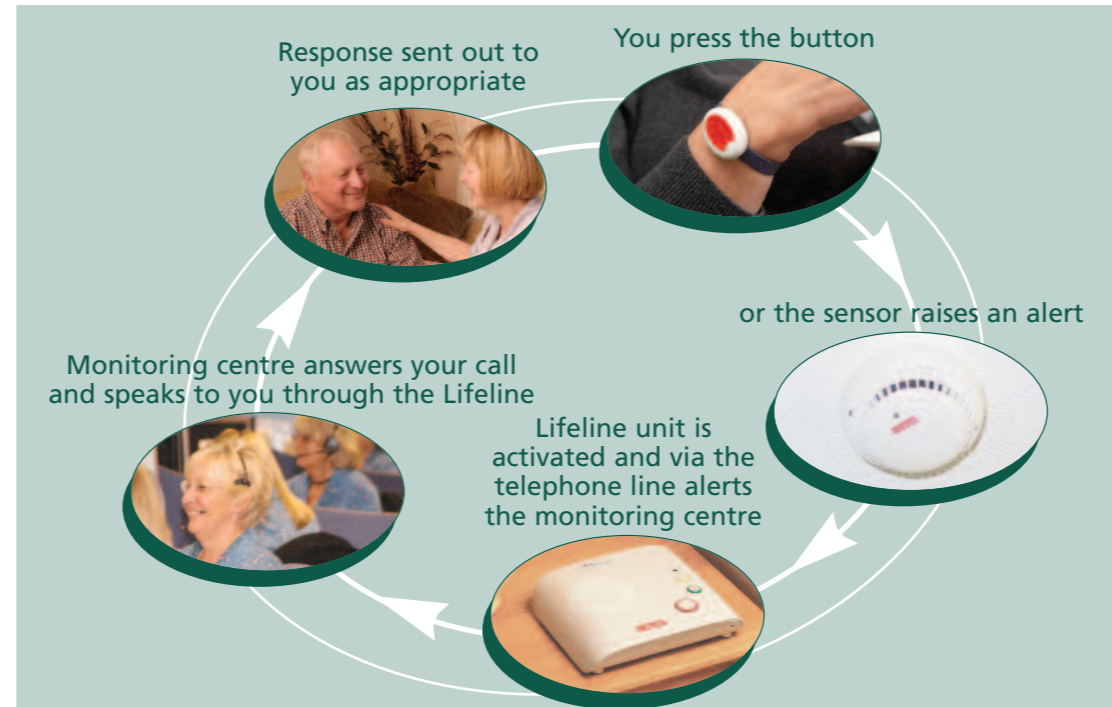 You press the button
or the sensor raises an alert
Lifeline unit is
activated and via the
telephone line alerts
the monitoring centre
Monitoring centre answers your call
and speaks to you through the Lifeline
Response sent out to
you as appropriate